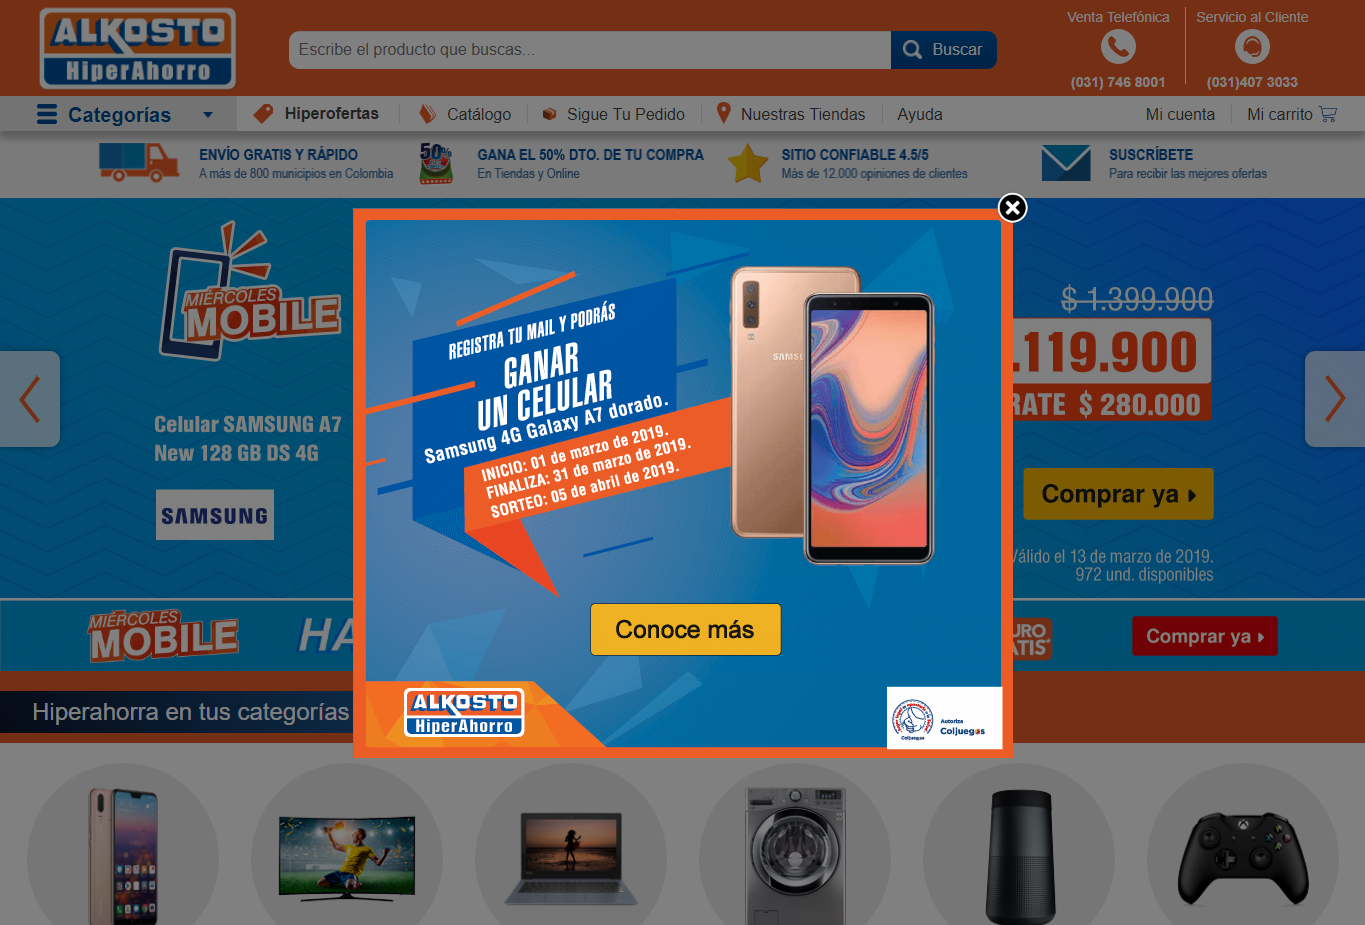 ALKOSTO
HiperAhorro
Escribe el producto que buscas...
Buscar
Venta Telefónica
(031) 746 8001
Servicio al Cliente
(031)407 3033
Categorías
Hiperofertas
Catálogo
Sigue Tu Pedido
Nuestras Tiendas
Ayuda
Mi cuenta
Mi carrito
ENVÍO GRATIS Y RÁPIDO
A más de 800 municipios en Colombia
50%
GANA EL 50% DTO. DE TU COMPRA
En Tiendas y Online
SITIO CONFIABLE 4.5/5
Más de 12.000 opiniones de clientes
SUSCRÍBETE
Para recibir las mejores ofertas
MIÉRCOLES
MOBILE
Celular SAMSUNG A7
New 128 GB DS 4G
SAMSUNG
REGISTRA TU MAIL Y PODRÁS
GANAR
UN CELULAR
Samsung 4G Galaxy A7 dorado.
INICIO: 01 de marzo de 2019.
FINALIZA: 31 de marzo de 2019.
SORTEO: 05 de abril de 2019.
SAMS
Conoce más
ALKOSTO
HiperAhorro
Autoriza
Coljuegos
Coljuegos
$ 1.399.900
.119.900
RATE $ 280.000
Comprar ya
Válido el 13 de marzo de 2019.
972 und. disponibles
MIÉRCOLES
MOBILE
HA
URO
ATIS*
Comprar ya
Hiperahorra en tus categorías